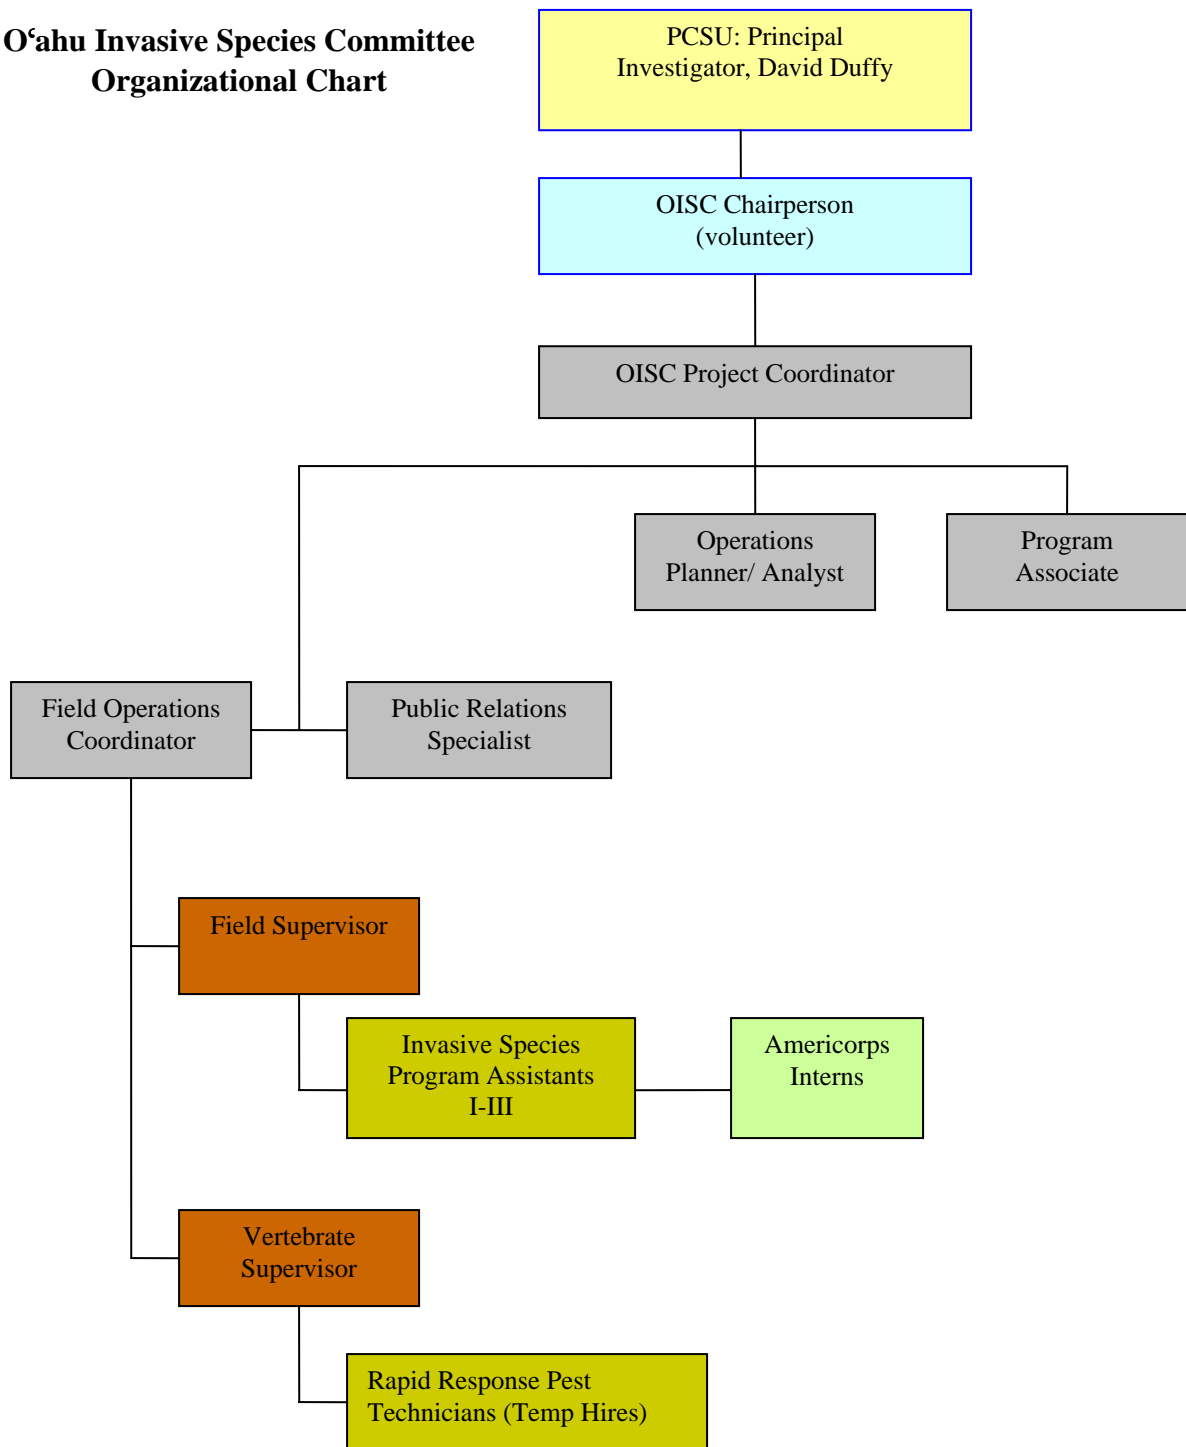 Oʻahu Invasive Species Committee
Organizational Chart
PCSU: Principal
Investigator, David Duffy
OISC Chairperson
(volunteer)
OISC Project Coordinator
Operations
Planner/ Analyst
Program
Associate
Field Operations
Coordinator
Public Relations
Specialist
Field Supervisor
Invasive Species
Program Assistants
I-III
Americorps
Interns
Vertebrate
Supervisor
Rapid Response Pest
Technicians (Temp Hires)